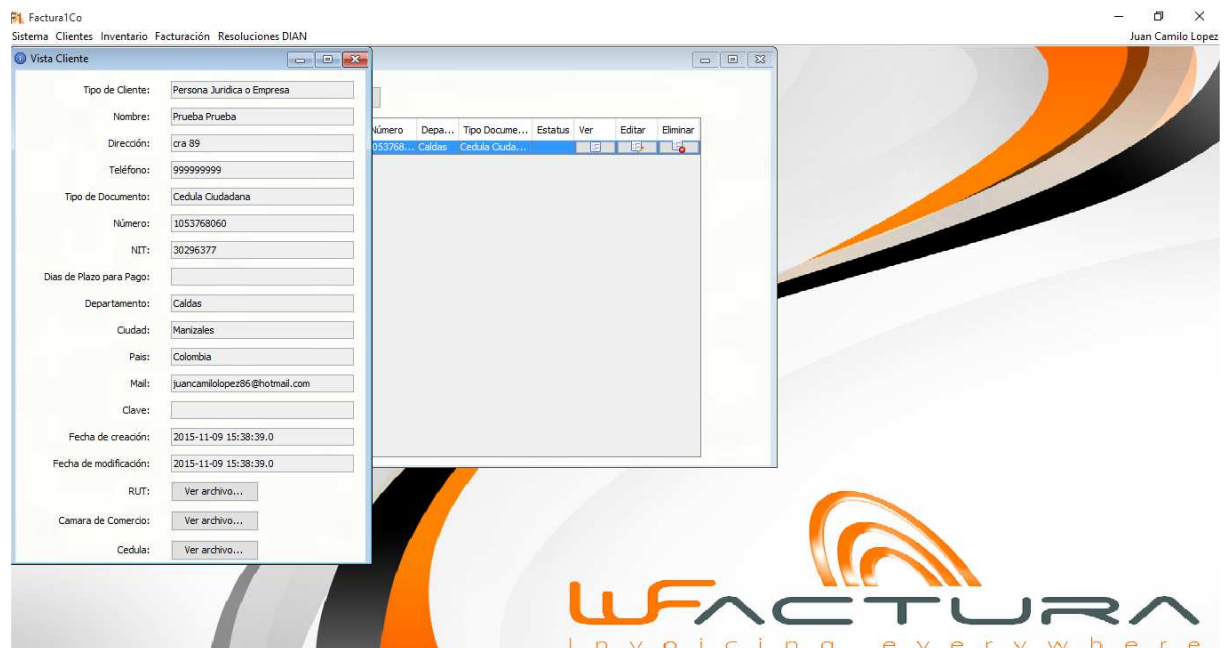 Factura1Co
Sistema Clientes Inventario Facturación Resoluciones DIAN Juan Camilo Lopez
Vista Cliente
Tipo de Cliente: Persona Juridica o Empresa
Nombre: Prueba Prueba
Dirección: cra 89
Teléfono: 999999999
Tipo de Documento: Cedula Ciudadana
Número: 1053768060
NIT: 30296377
Dias de Plazo para Pago:
Departamento: Caldas
Ciudad: Manizales
Pais: Colombia
Mail: juancamilolopez86@hotmail.com
Clave:
Fecha de creación: 2015-11-09 15:38:39.0
Fecha de modificación: 2015-11-09 15:38:39.0
RUT: Ver archivo...
Camara de Comercio: Ver archivo...
Cedula: Ver archivo...
Número Depa... Tipo Docume... Estatus Ver Editar Eliminar
053768... Caldas Cedula Ciuda...
wFACTURA
Invoicing everywhere